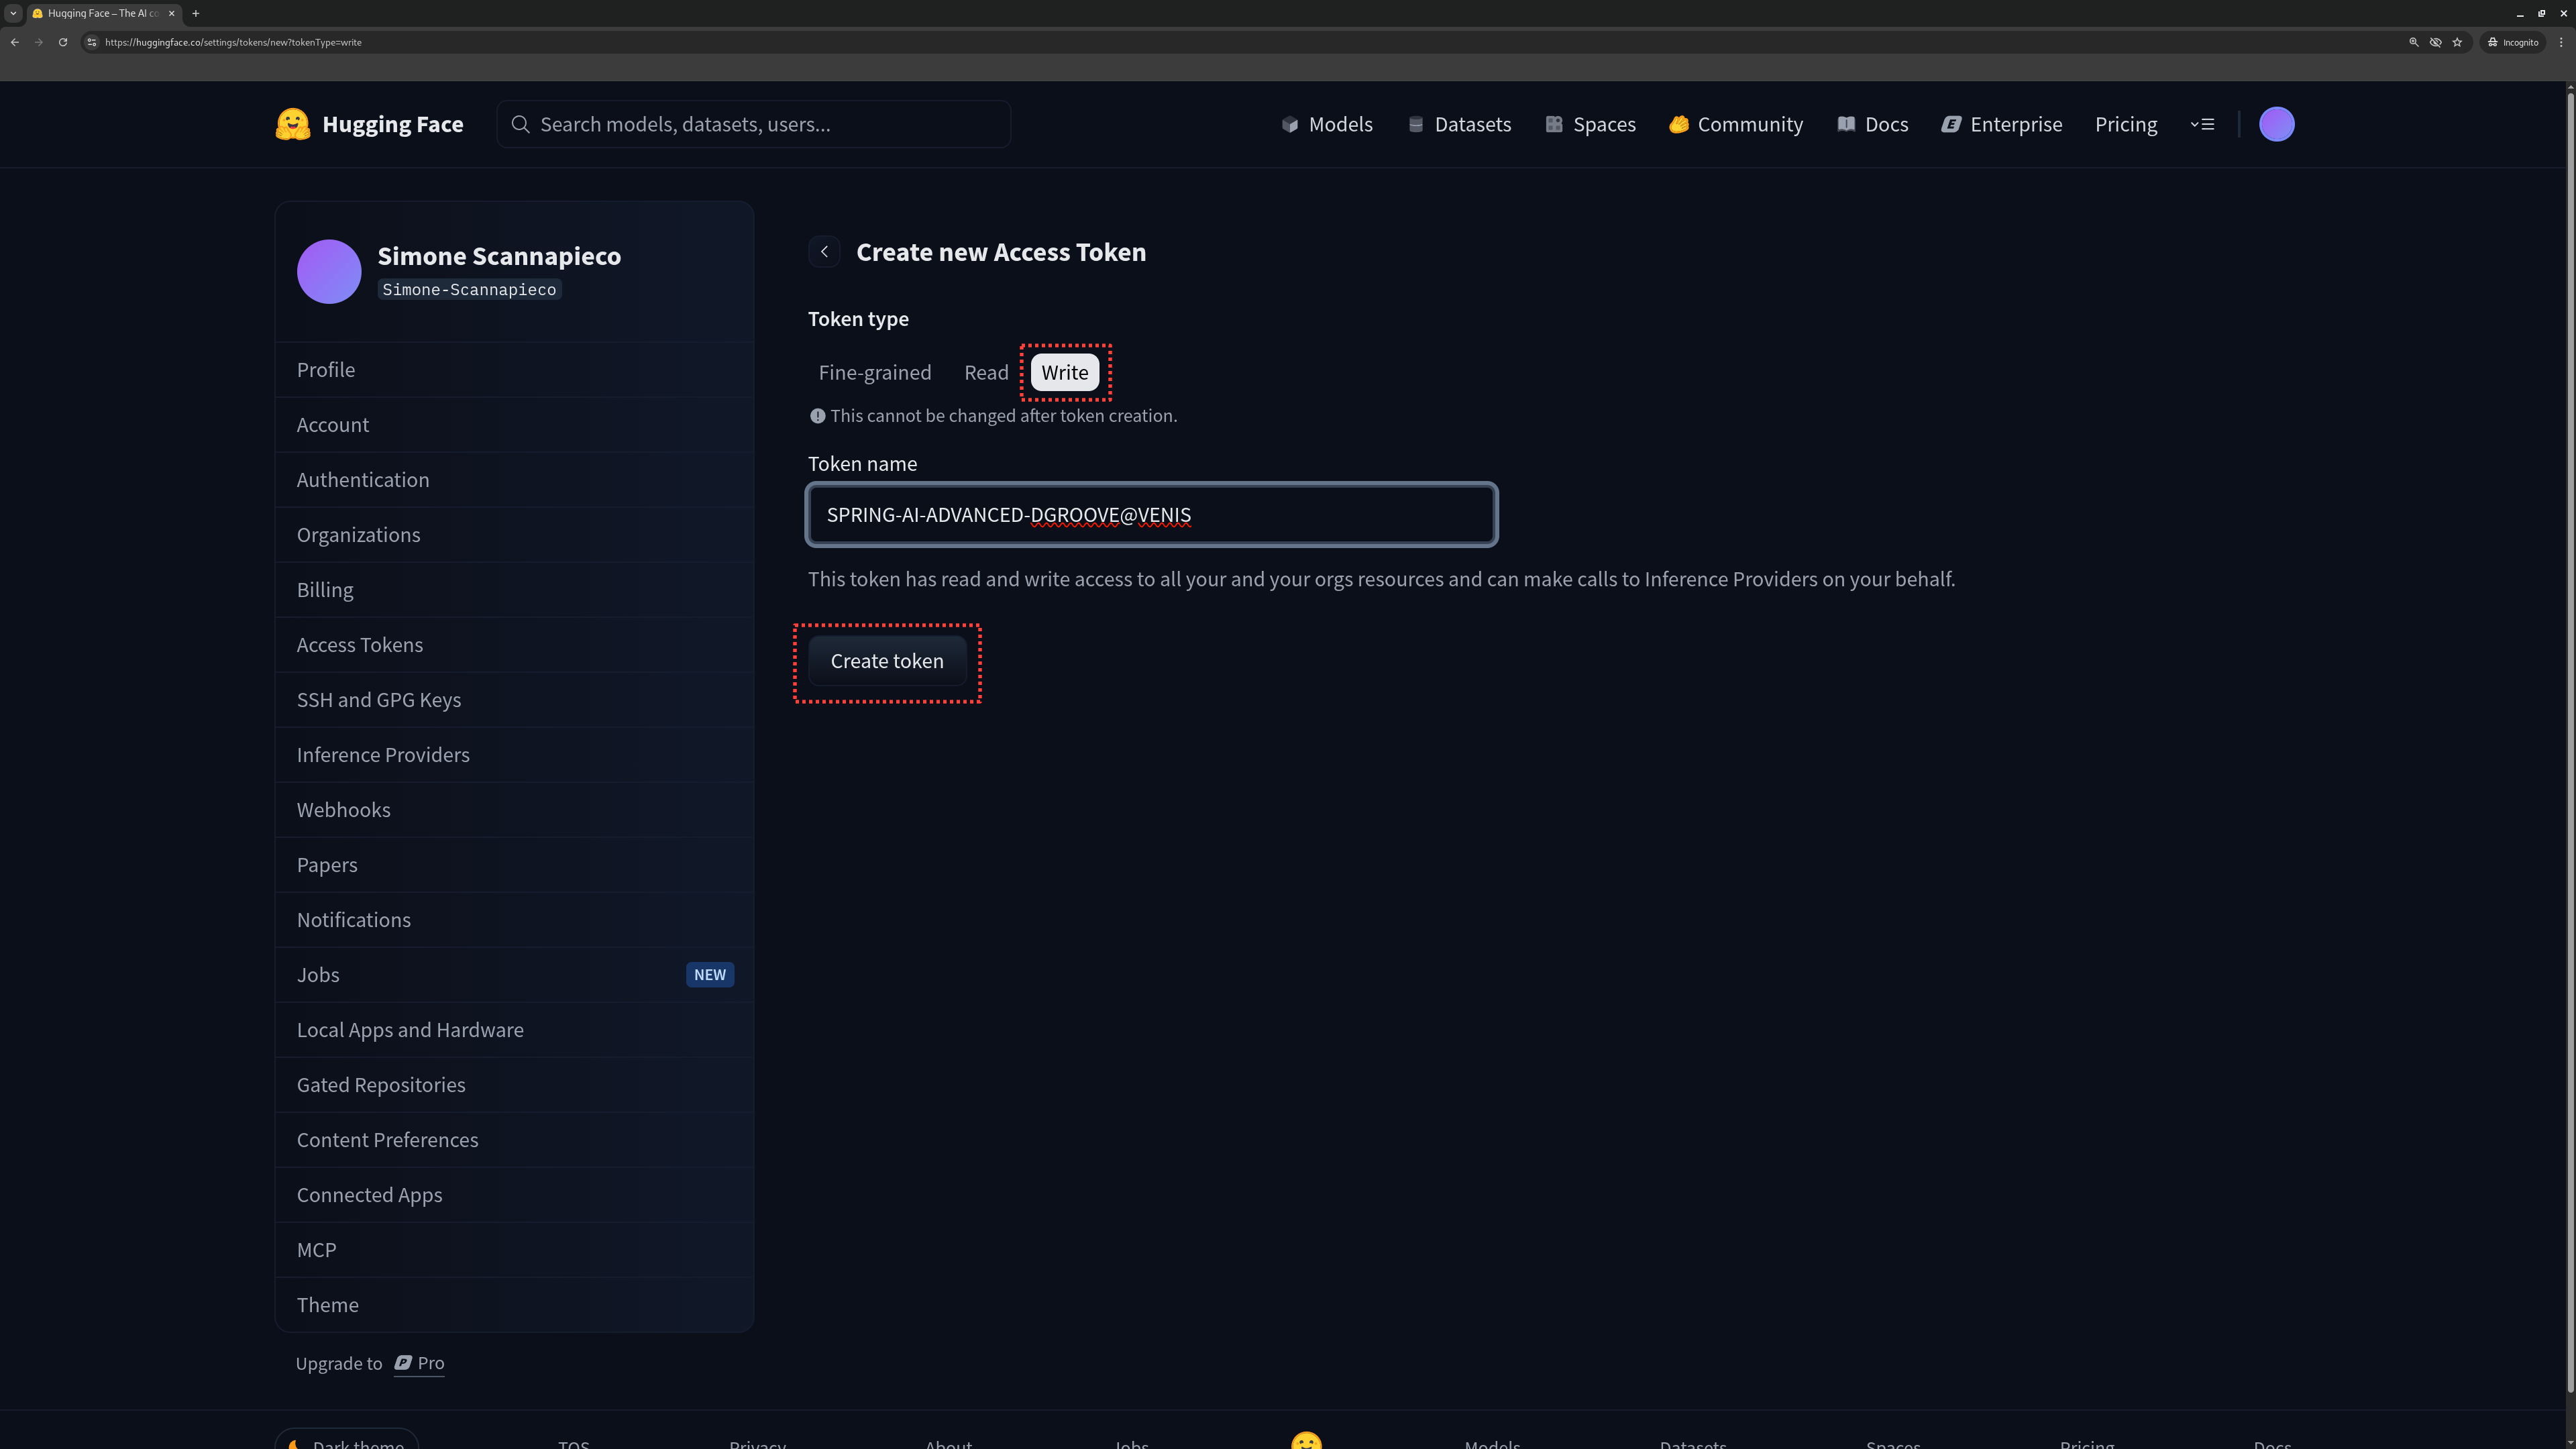 Hugging Face – The AI co
https://huggingface.co/settings/tokens/new?tokenType=write
Incognito
Hugging Face
Search models, datasets, users...
Models
Datasets
Spaces
Community
Docs
Enterprise
Pricing
Simone Scannapieco
Simone-Scannapieco
Profile
Account
Authentication
Organizations
Billing
Access Tokens
SSH and GPG Keys
Inference Providers
Webhooks
Papers
Notifications
Jobs NEW
Local Apps and Hardware
Gated Repositories
Content Preferences
Connected Apps
MCP
Theme
Upgrade to Pro
Create new Access Token
Token type
Fine-grained Read Write
This cannot be changed after token creation.
Token name
SPRING-AI-ADVANCED-DGROOVE@VENIS
This token has read and write access to all your and your orgs resources and can make calls to Inference Providers on your behalf.
Create token
Dark theme
TOS
Privacy
About
Jobs
Models
Datasets
Spaces
Pricing
Docs